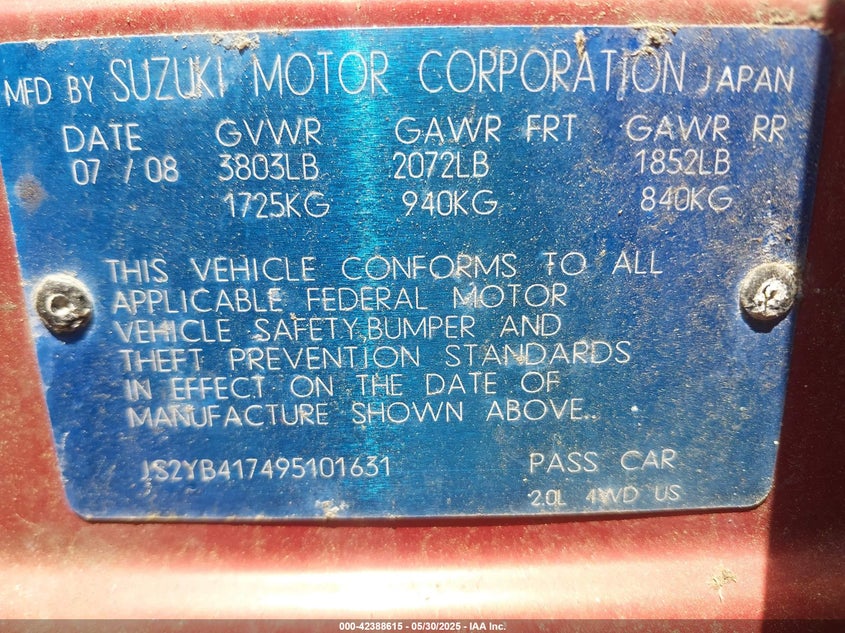 MFD BY SUZUKI MOTOR CORPORATION JAPAN
DATE GVWR GAWR FRT GAWR RR
07 / 08 3803LB 2072LB 1852LB
1725KG 940KG 840KG
THIS VEHICLE CONFORMS TO ALL
APPLICABLE FEDERAL MOTOR
VEHICLE SAFETY,BUMPER AND
THEFT PREVENTION STANDARDS
IN EFFECT ON THE DATE OF
MANUFACTURE SHOWN ABOVE..
JS2YB417495101631 PASS CAR
2.0L 4WD US
000-42388615 - 05/30/2025 - IAA Inc.